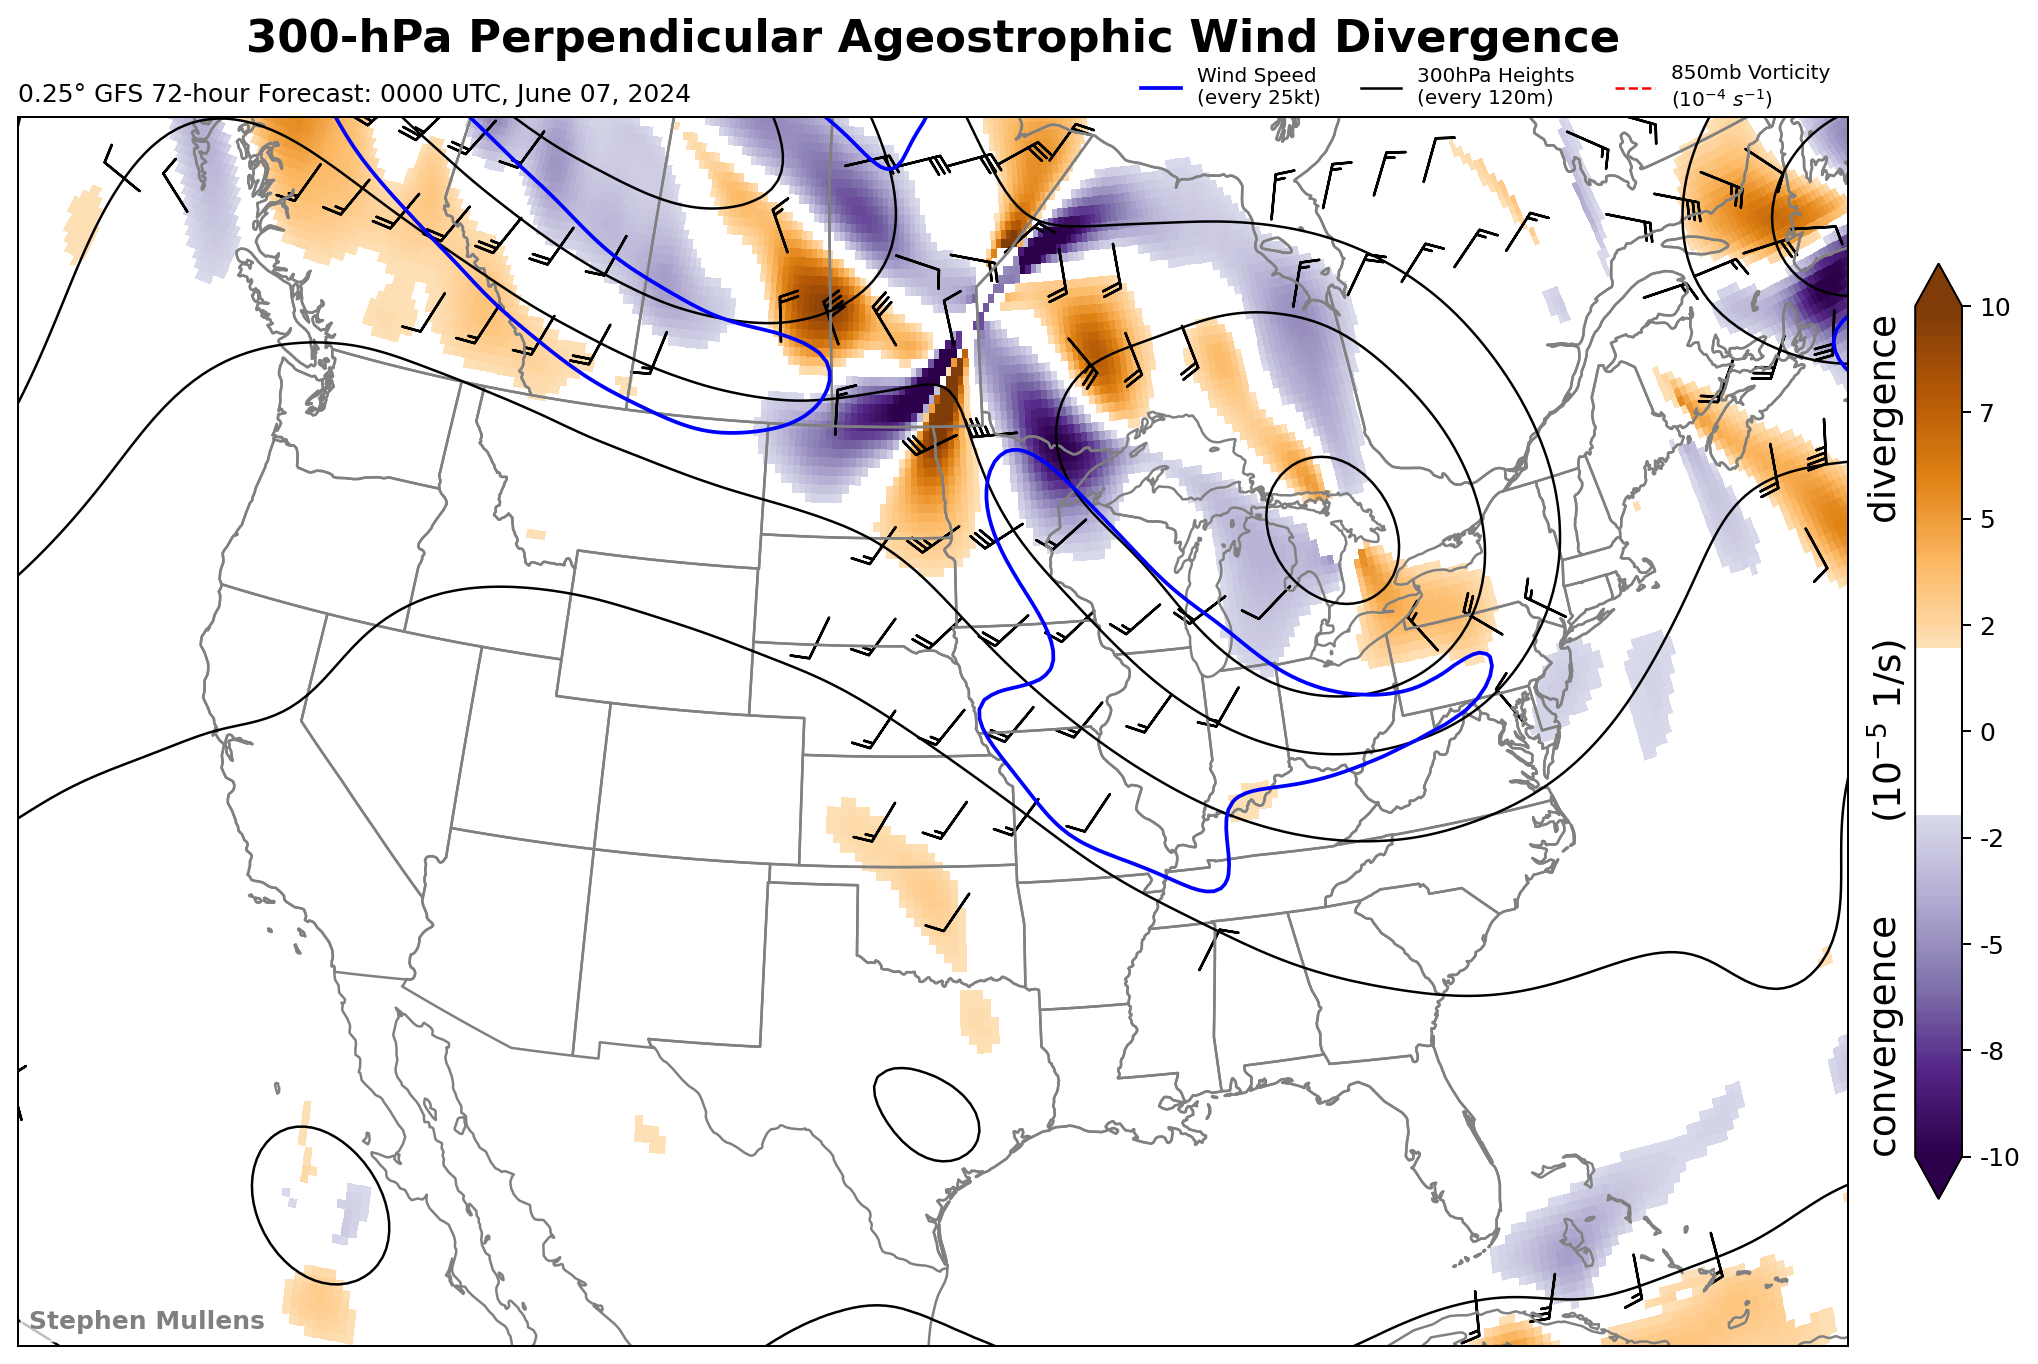 300-hPa Perpendicular Ageostrophic Wind Divergence
0.25° GFS 72-hour Forecast: 0000 UTC, June 07, 2024
Wind Speed
(every 25kt)
300hPa Heights
(every 120m)
850mb Vorticity
(10⁻⁴ s⁻¹)
10
7
5
2
0
-2
-5
-8
-10
convergence (10⁻⁵ 1/s) divergence
Stephen Mullens